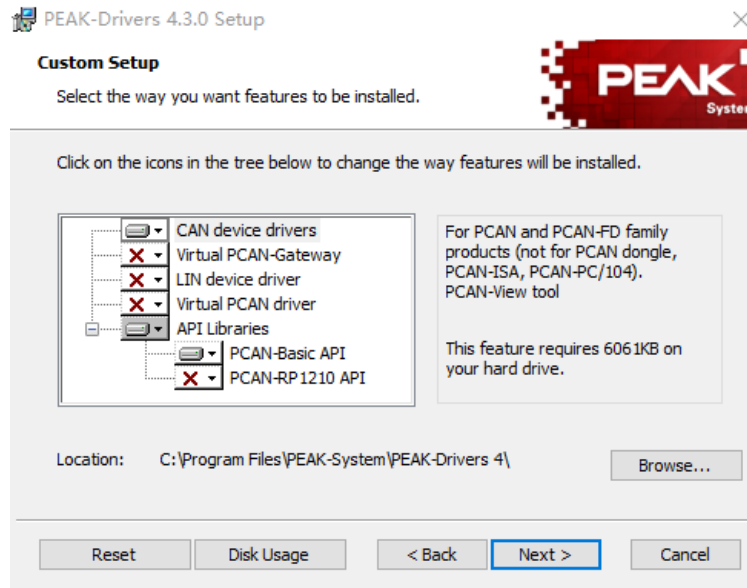 PEAK-Drivers 4.3.0 Setup
Custom Setup
Select the way you want features to be installed.
PEAK
System
Click on the icons in the tree below to change the way features will be installed.
CAN device drivers
Virtual PCAN-Gateway
LIN device driver
Virtual PCAN driver
API Libraries
PCAN-Basic API
PCAN-RP1210 API
For PCAN and PCAN-FD family
products (not for PCAN dongle,
PCAN-ISA, PCAN-PC/104).
PCAN-View tool
This feature requires 6061KB on
your hard drive.
Location: C:\Program Files\PEAK-System\PEAK-Drivers 4\
Browse...
Reset Disk Usage < Back Next > Cancel